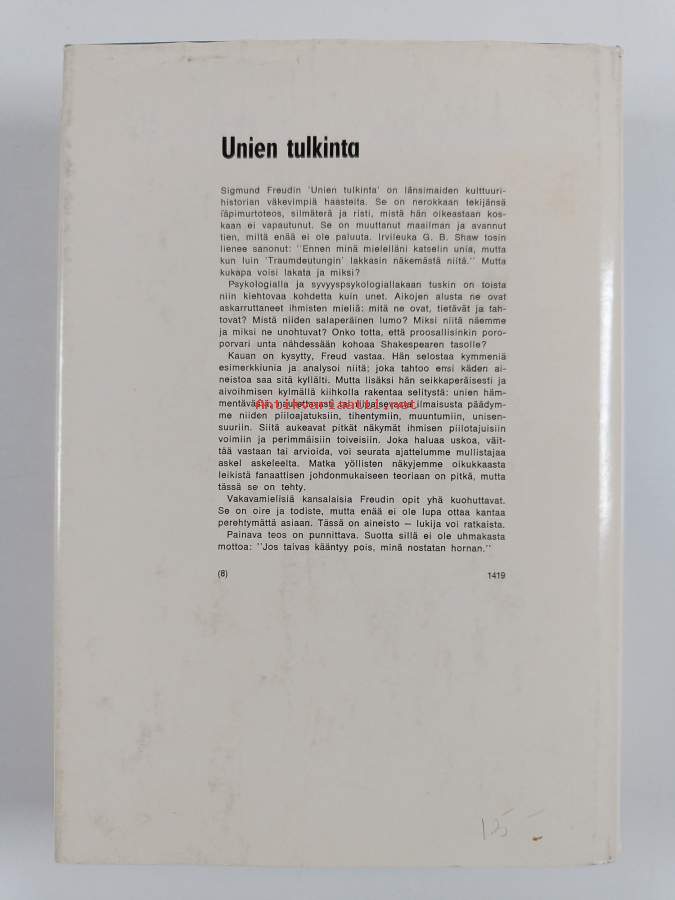 Unien tulkinta
Sigmund Freudin 'Unien tulkinta' on länsimaiden kulttuuri-
historian väkevimpiä haasteita. Se on nerokkaan tekijänsä
läpimurtoteos, silmäterä ja risti, mistä hän oikeastaan kos-
kaan ei vapautunut. Se on muuttanut maailman ja avannut
tien, miltä enää ei ole paluuta. Irvileuka G. B. Shaw tosin
lienee sanonut: "Ennen minä mielelläni katselin unia, mutta
kun luin 'Traumdeutungin' lakkasin näkemästä niitä." Mutta
kukapa voisi lakata ja miksi?
Psykologialla ja syvyyspsykologiallakaan tuskin on toista
niin kiehtovaa kohdetta kuin unet. Aikojen alusta ne ovat
askarruttaneet ihmisten mieliä: mitä ne ovat, tietävät ja tah-
tovat? Mistä niiden salaperäinen lumo? Miksi niitä näemme
ja miksi ne unohtuvat? Onko totta, että proosallisinkin poro-
porvari unta nähdessään kohoaa Shakespearen tasolle?
Kauan on kysytty, Freud vastaa. Hän selostaa kymmeniä
esimerkkiunia ja analysoi niitä; joka tahtoo ensi käden ai-
neistoa saa sitä kyllälti. Mutta lisäksi hän seikkaperäisesti ja
aivoihmisen kylmällä kiihkolla rakentaa selitystä: unien häm-
mentävästä, naulettavasta tai tuhoisevasta ilmaisusta päädym-
Antikvariaatti.net
me niiden piiloajatuksiin, tihentymiin, muuntumiin, unisen-
suuriin. Siitä aukeavat pitkät näkymät ihmisen piilotajuisiin
voimiin ja perimmäisiin toiveisiin. Joka haluaa uskoa, väit-
tää vastaan tai arvioida, voi seurata ajattelumme mullistajaa
askel askeleelta. Matka yöllisten näkyjemme oikukkaasta
leikistä fanaattisen johdonmukaiseen teoriaan on pitkä, mutta
tässä se on tehty.
Vakavamielisiä kansalaisia Freudin opit yhä kuohuttavat.
Se on oire ja todiste, mutta enää ei ole lupa ottaa kantaa
perehtymättä asiaan. Tässä on aineisto – lukija voi ratkaista.
Painava teos on punnittava. Suotta sillä ei ole uhmakasta
mottoa: "Jos taivas kääntyy pois, minä nostatan hornan."
(8) 1419